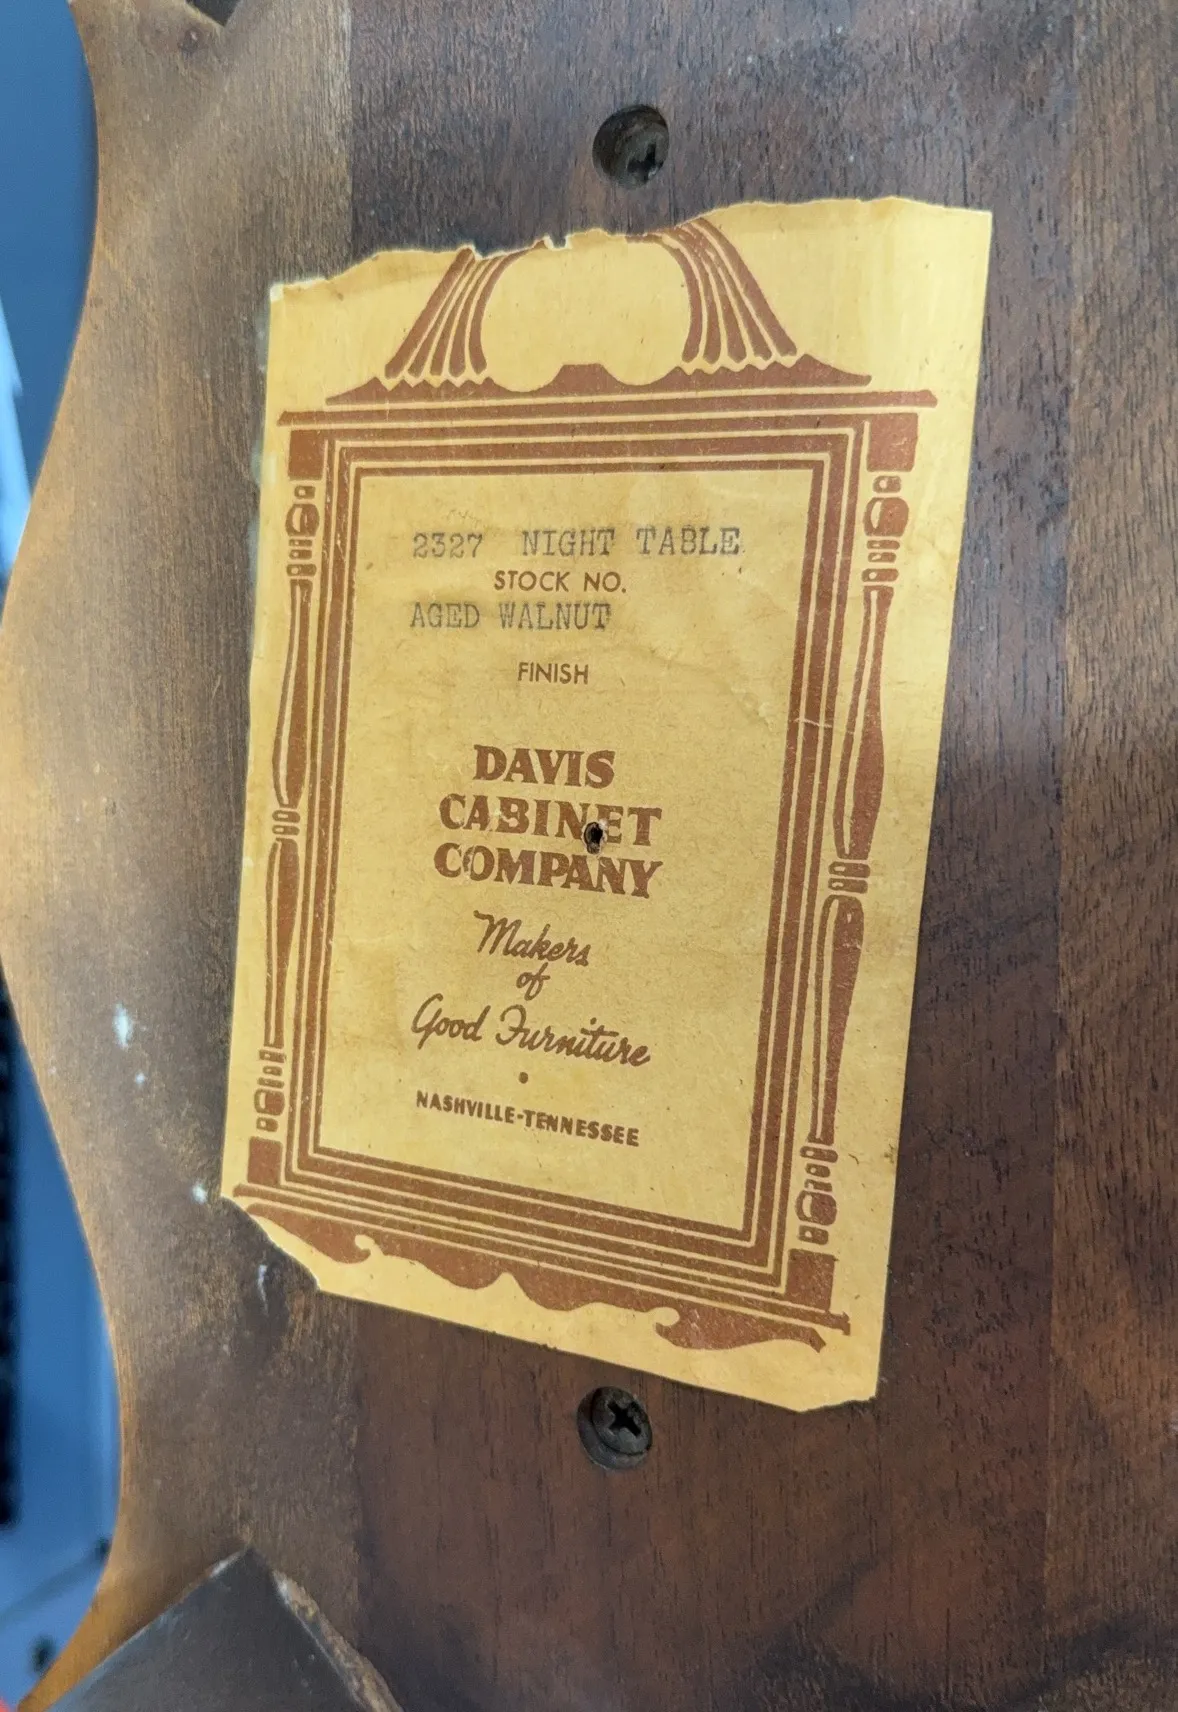 2327 NIGHT TABLE
STOCK NO.
AGED WALNUT
FINISH
DAVIS
CABINET
COMPANY
Makers
of
Good Furniture
•
NASHVILLE-TENNESSEE